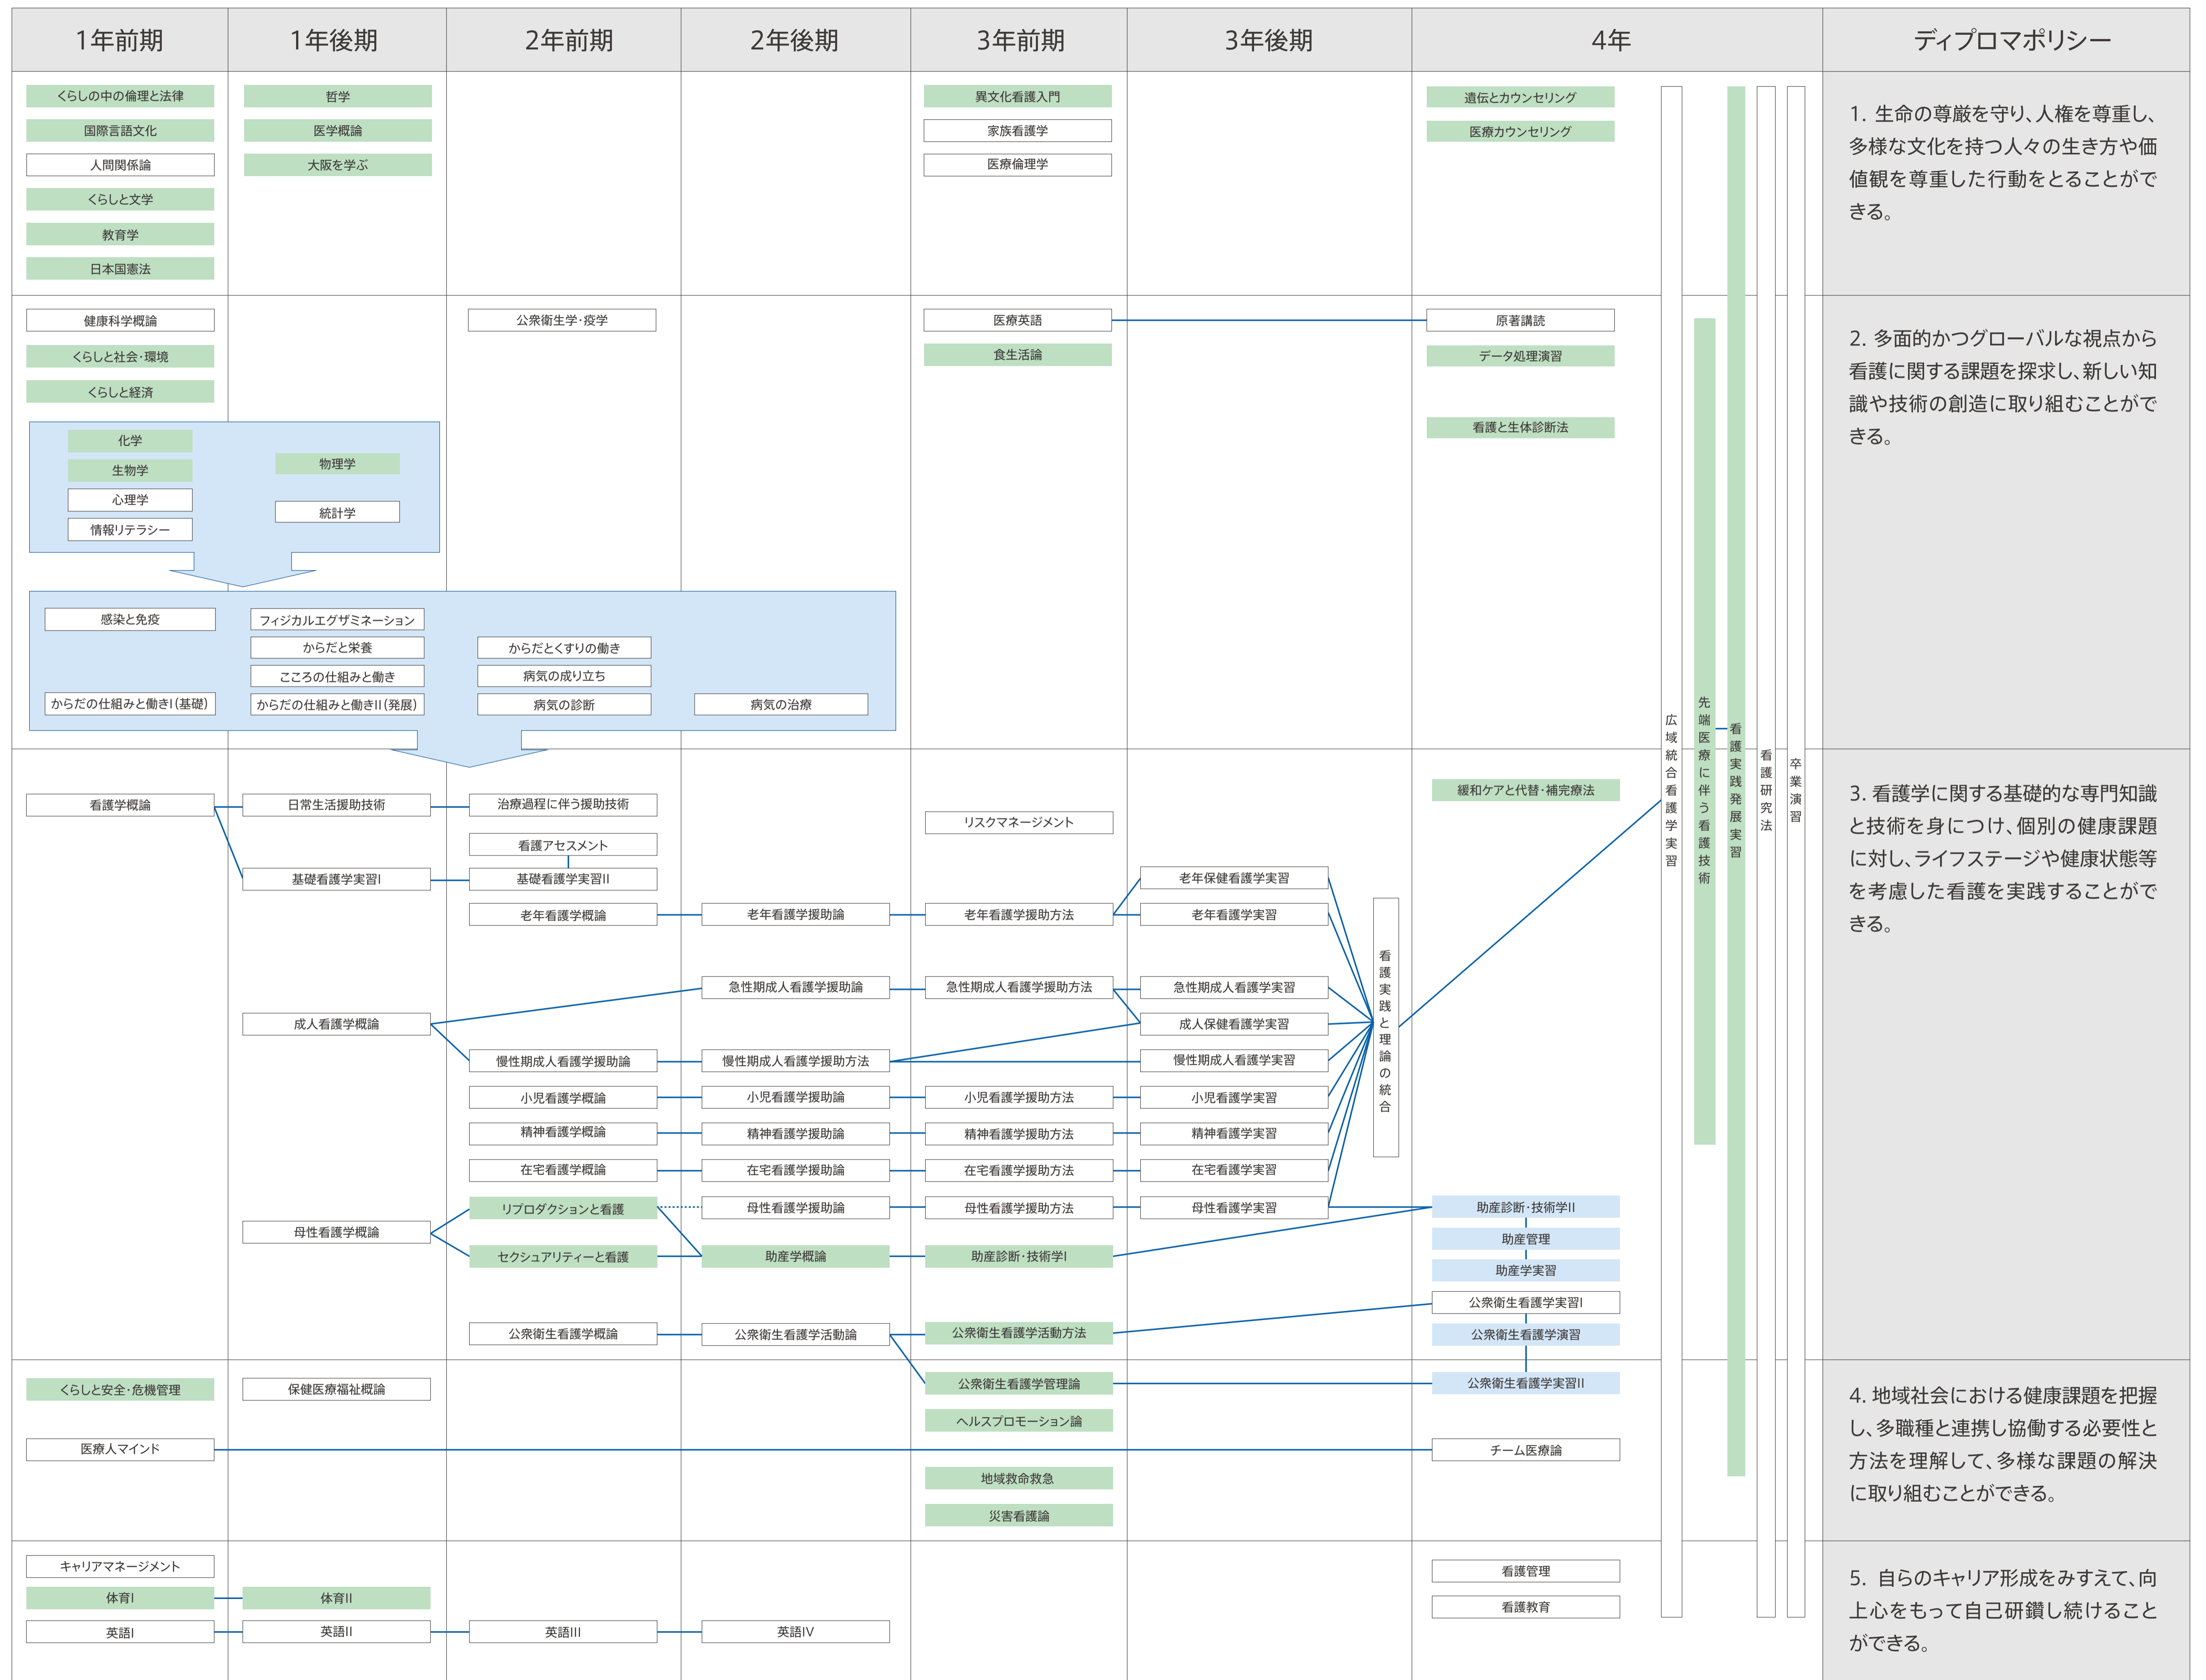 1年前期
1年後期
2年前期
2年後期
3年前期
3年後期
4年
ディプロマポリシー
くらしの中の倫理と法律
国際言語文化
人間関係論
くらしと文学
教育学
日本国憲法
哲学
医学概論
大阪を学ぶ
異文化看護入門
家族看護学
医療倫理学
遺伝とカウンセリング
医療カウンセリング
1. 生命の尊厳を守り、人権を尊重し、
多様な文化を持つ人々の生き方や価
値観を尊重した行動をとることがで
きる。
健康科学概論
くらしと社会・環境
くらしと経済
公衆衛生学・疫学
医療英語
食生活論
原著講読
データ処理演習
看護と生体診断法
2. 多面的かつグローバルな視点から
看護に関する課題を探求し、新しい知
識や技術の創造に取り組むことがで
きる。
化学
生物学
心理学
情報リテラシー
物理学
統計学
感染と免疫
からだの仕組みと働きI(基礎)
フィジカルエグザミネーション
からだと栄養
こころの仕組みと働き
からだの仕組みと働きII(発展)
からだとくすりの働き
病気の成り立ち
病気の診断
病気の治療
広域統合看護学実習
先端医療に伴う看護技術
看護実践発展実習
看護研究法
卒業演習
看護学概論
日常生活援助技術
治療過程に伴う援助技術
看護アセスメント
基礎看護学実習I
基礎看護学実習II
リスクマネージメント
緩和ケアと代替・補完療法
老年保健看護学実習
老年看護学概論
老年看護学援助論
老年看護学援助方法
老年看護学実習
急性期成人看護学援助論
急性期成人看護学援助方法
急性期成人看護学実習
成人看護学概論
成人保健看護学実習
慢性期成人看護学援助論
慢性期成人看護学援助方法
慢性期成人看護学実習
小児看護学概論
小児看護学援助論
小児看護学援助方法
小児看護学実習
精神看護学概論
精神看護学援助論
精神看護学援助方法
精神看護学実習
在宅看護学概論
在宅看護学援助論
在宅看護学援助方法
在宅看護学実習
看護実践と理論の統合
母性看護学概論
リプロダクションと看護
母性看護学援助論
母性看護学援助方法
母性看護学実習
セクシュアリティーと看護
助産学概論
助産診断・技術学I
助産診断・技術学II
助産管理
助産学実習
公衆衛生看護学概論
公衆衛生看護学活動論
公衆衛生看護学活動方法
公衆衛生看護学実習I
公衆衛生看護学演習
3. 看護学に関する基礎的な専門知識
と技術を身につけ、個別の健康課題
に対し、ライフステージや健康状態等
を考慮した看護を実践することがで
きる。
くらしと安全・危機管理
保健医療福祉概論
公衆衛生看護学管理論
公衆衛生看護学実習II
ヘルスプロモーション論
医療人マインド
チーム医療論
地域救命救急
災害看護論
4. 地域社会における健康課題を把握
し、多職種と連携し協働する必要性と
方法を理解して、多様な課題の解決
に取り組むことができる。
キャリアマネージメント
体育I
体育II
英語I
英語II
英語III
英語IV
看護管理
看護教育
5. 自らのキャリア形成をみすえて、向
上心をもって自己研鑽し続けること
ができる。